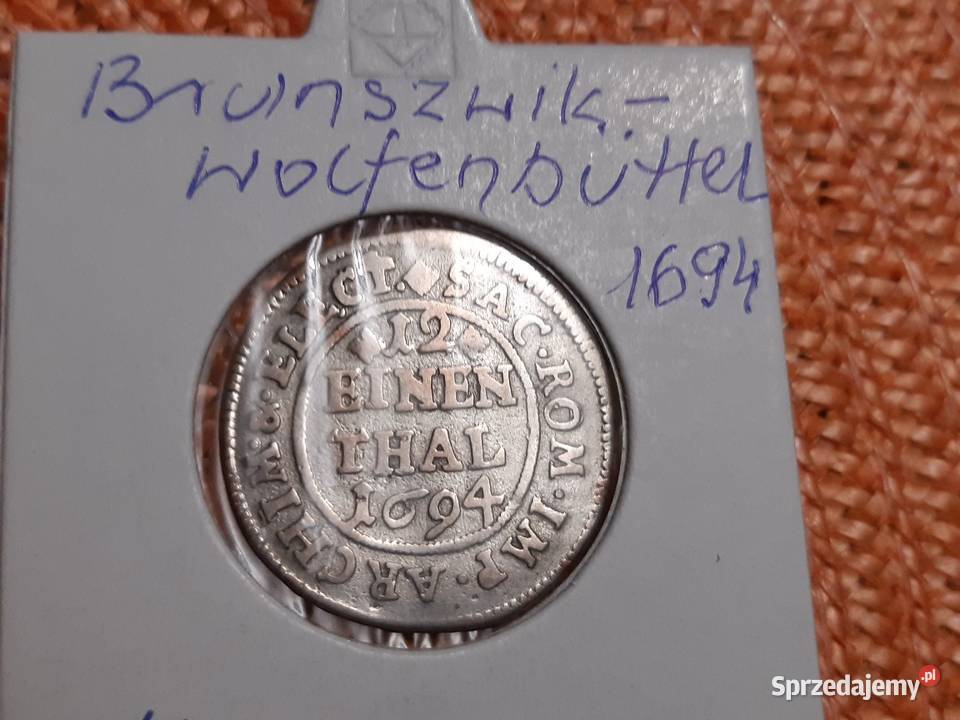 Brunszwik-
Wolfenbüttel
1694
SAC·ROM·IMP·ARCHIM·&·ELECT·
12
EINEN
THAL
1694
Sprzedajemy.pl